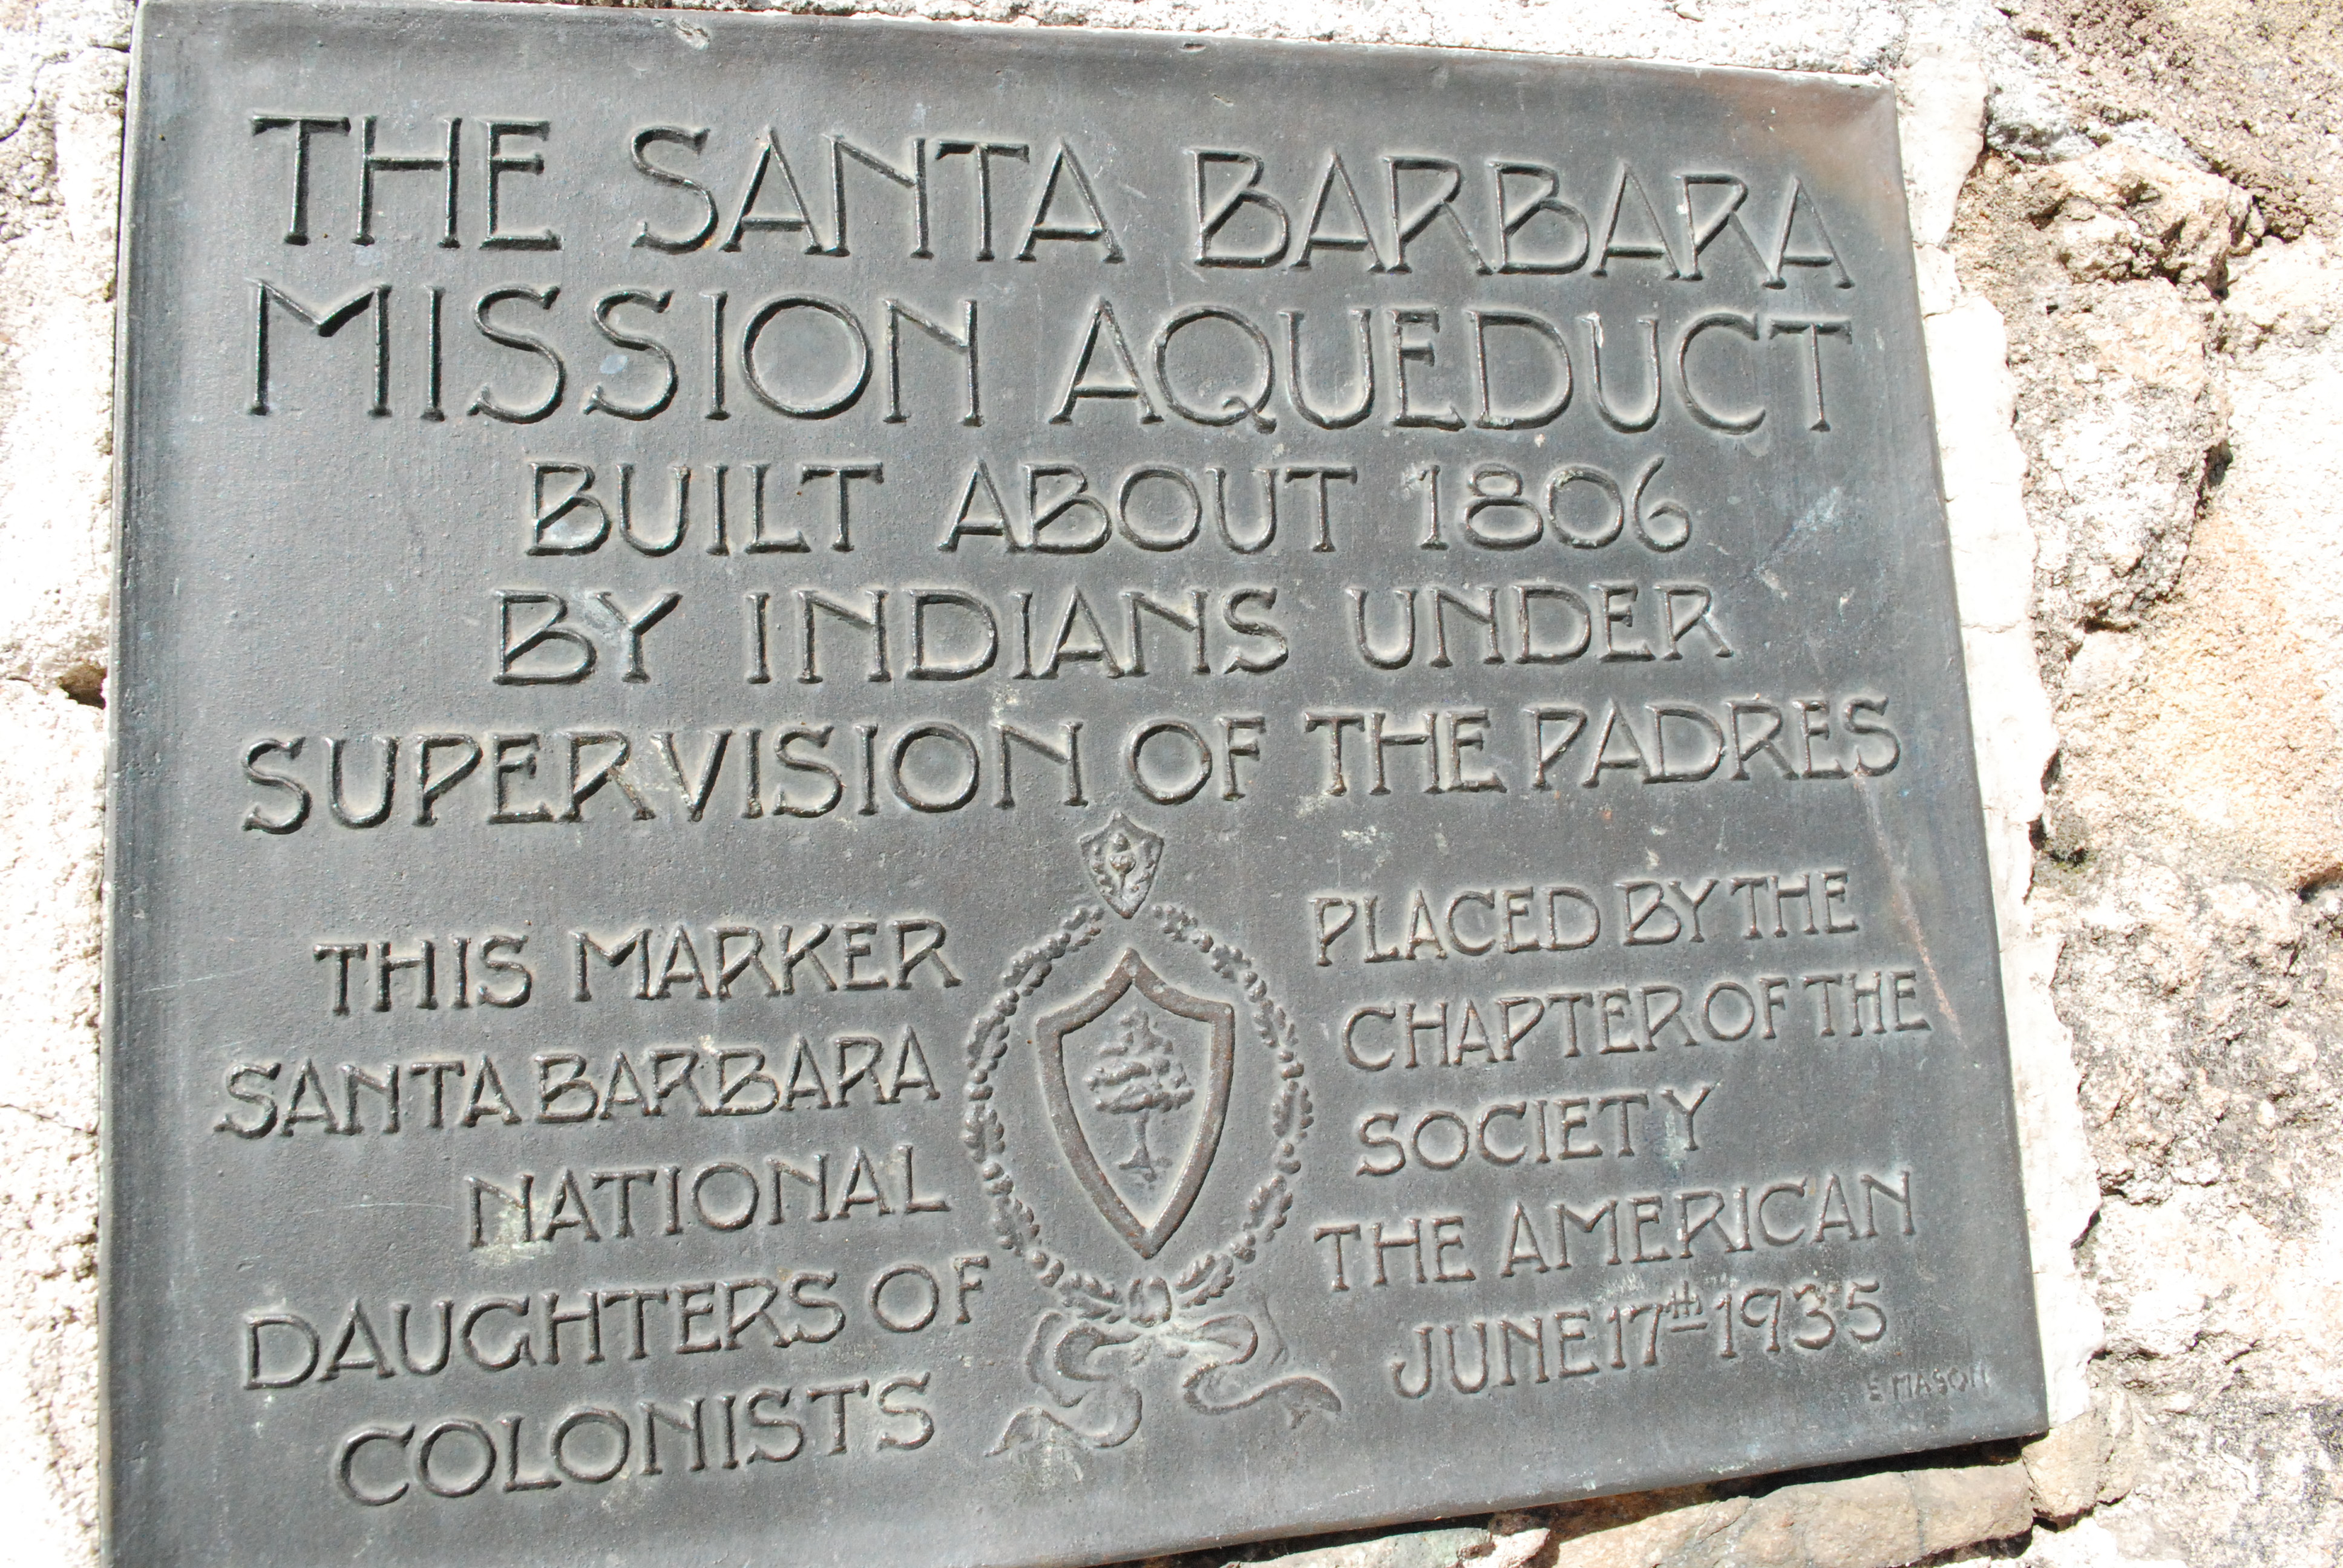 THE SANTA BARBARA
MISSION AQUEDUCT
BUILT ABOUT 1806
BY INDIANS UNDER
SUPERVISION OF THE PADRES
THIS MARKER PLACED BY THE
SANTA BARBARA CHAPTER OF THE
NATIONAL SOCIETY
DAUGHTERS OF THE AMERICAN
COLONISTS JUNE 17th 1935
E MASON